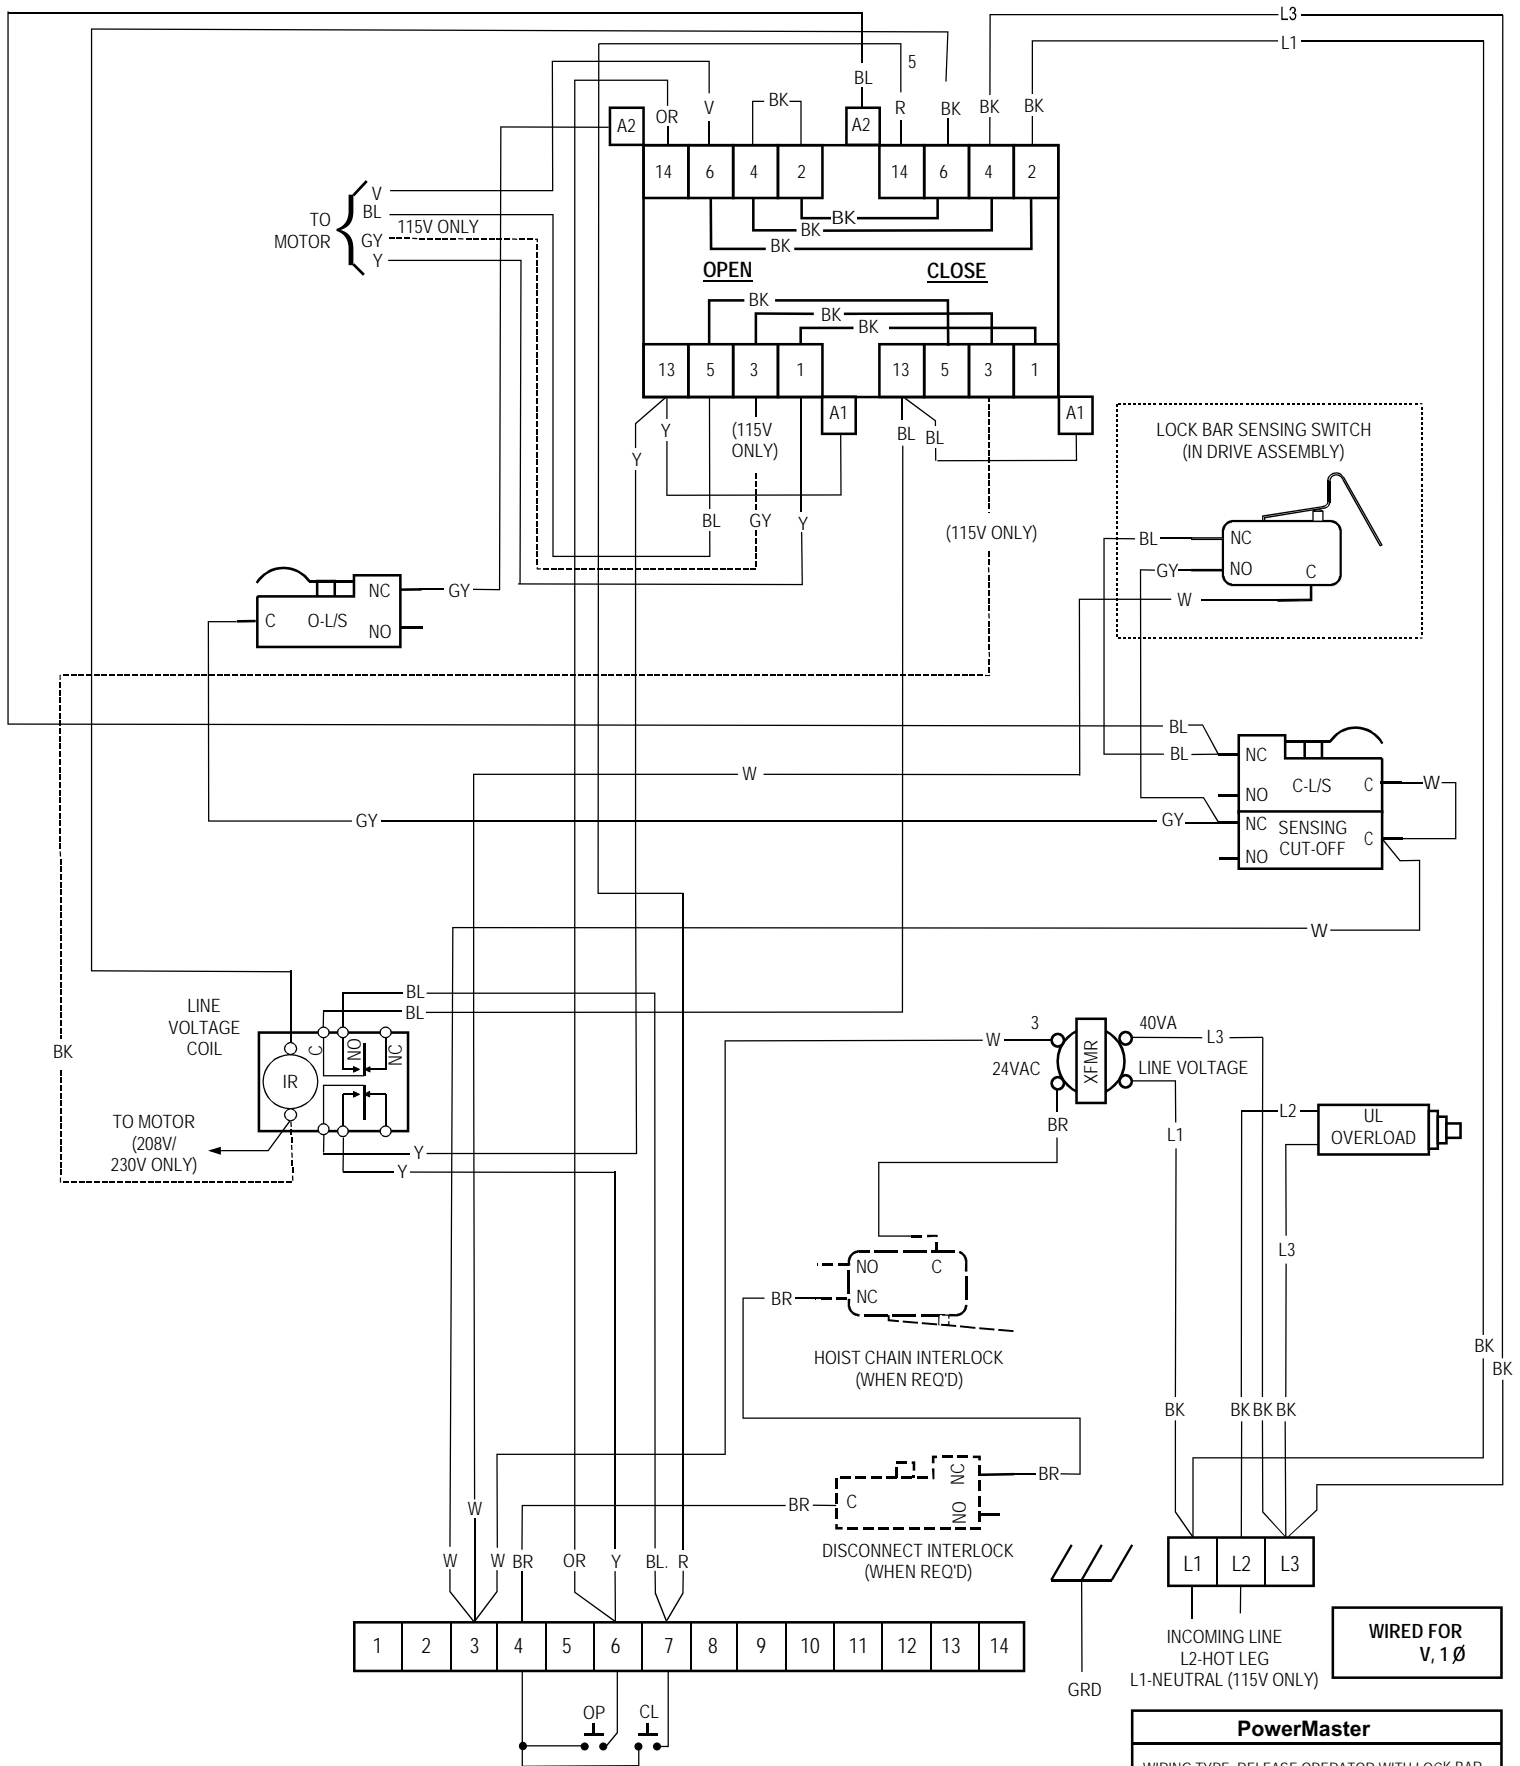 L3
L1
5
BL
OR
V
BK
R
BK
BK
BK
A2
A2
14
6
4
2
14
6
4
2
V
BL
GY
Y
TO
MOTOR
115V ONLY
BK
BK
BK
OPEN
CLOSE
BK
BK
BK
13
5
3
1
13
5
3
1
A1
A1
Y
Y
(115V
ONLY)
BL
BL
BL
GY
Y
(115V ONLY)
LOCK BAR SENSING SWITCH
(IN DRIVE ASSEMBLY)
BL
NC
GY
NO
C
W
NC
GY
C
O-L/S
NO
BL
BL
NC
C-L/S
C
W
NO
W
GY
GY
NC
SENSING
CUT-OFF
C
NO
W
LINE
VOLTAGE
COIL
BL
BL
C
NO
NC
IR
BK
TO MOTOR
(208V/
230V ONLY)
Y
Y
W
3
24VAC
XFMR
40VA
L3
LINE VOLTAGE
BR
L1
L2
UL
OVERLOAD
L3
NO
C
BR
NC
HOIST CHAIN INTERLOCK
(WHEN REQ'D)
BK
BK
BK
BK
BK
BK
BR
C
NC
NO
BR
DISCONNECT INTERLOCK
(WHEN REQ'D)
W
W
W
BR
OR
Y
BL.
R
L1
L2
L3
1
2
3
4
5
6
7
8
9
10
11
12
13
14
INCOMING LINE
L2-HOT LEG
L1-NEUTRAL (115V ONLY)
WIRED FOR
V, 1Ø
GRD
OP
CL
PowerMaster
WIRING TYPE, RELEASE OPERATOR WITH LOCK BAR